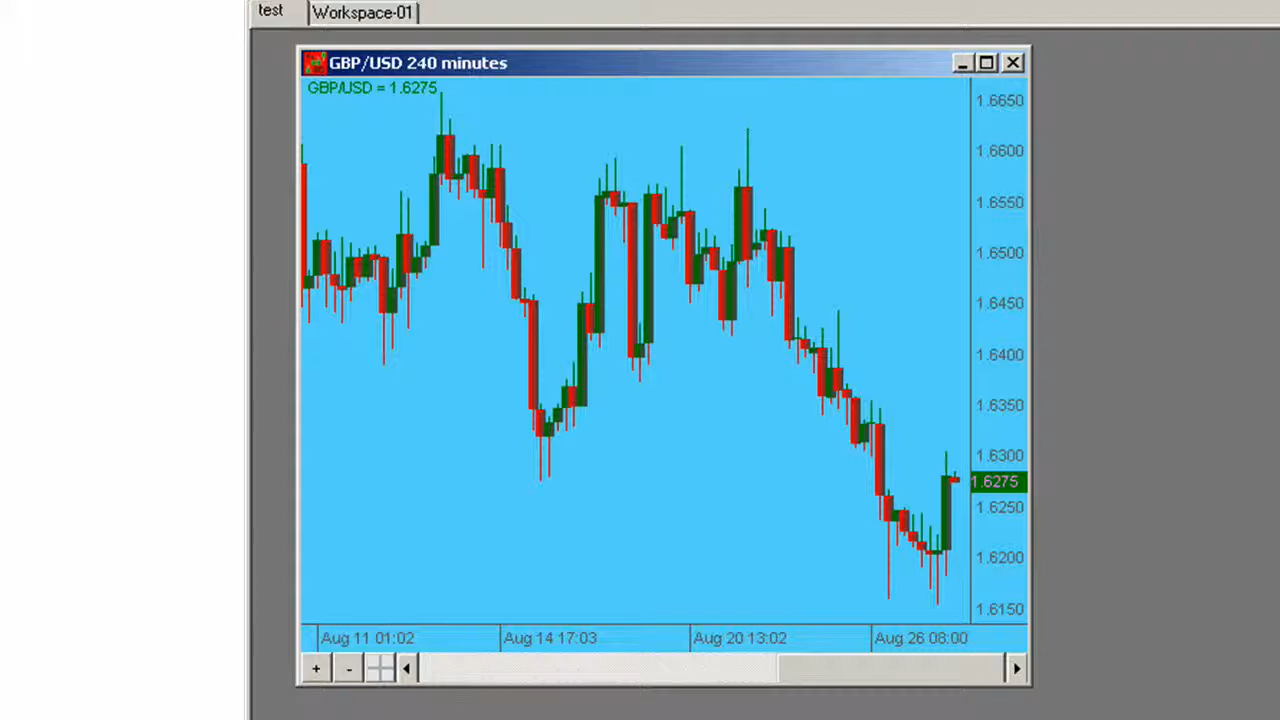 test
Workspace-01
GBP/USD 240 minutes
GBP/USD = 1.6275
1.6650
1.6600
1.6550
1.6500
1.6450
1.6400
1.6350
1.6300
1.6275
1.6250
1.6200
1.6150
Aug 11 01:02
Aug 14 17:03
Aug 20 13:02
Aug 26 08:00
+
-